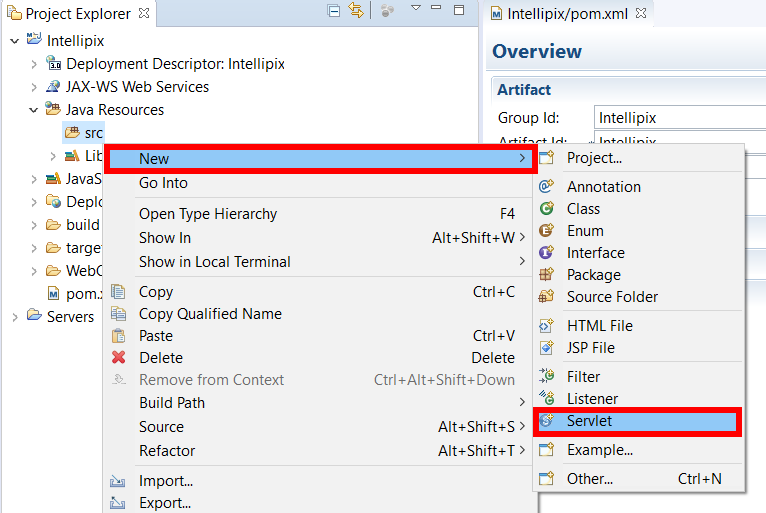 Project Explorer
Intellipix/pom.xml
Intellipix
Overview
3.0 Deployment Descriptor: Intellipix
JAX-WS Web Services
Artifact
Java Resources
Group Id: Intellipix
src
Artifact Id: Intellipix
Lib
JavaS
Deplo
build
target
WebC
pom.x
Servers
New
Go Into
Open Type Hierarchy F4
Show In Alt+Shift+W
Show in Local Terminal
Copy Ctrl+C
Copy Qualified Name
Paste Ctrl+V
Delete Delete
Remove from Context Ctrl+Alt+Shift+Down
Build Path
Source Alt+Shift+S
Refactor Alt+Shift+T
Import...
Export...
Project...
Annotation
Class
Enum
Interface
Package
Source Folder
HTML File
JSP File
Filter
Listener
Servlet
Example...
Other... Ctrl+N